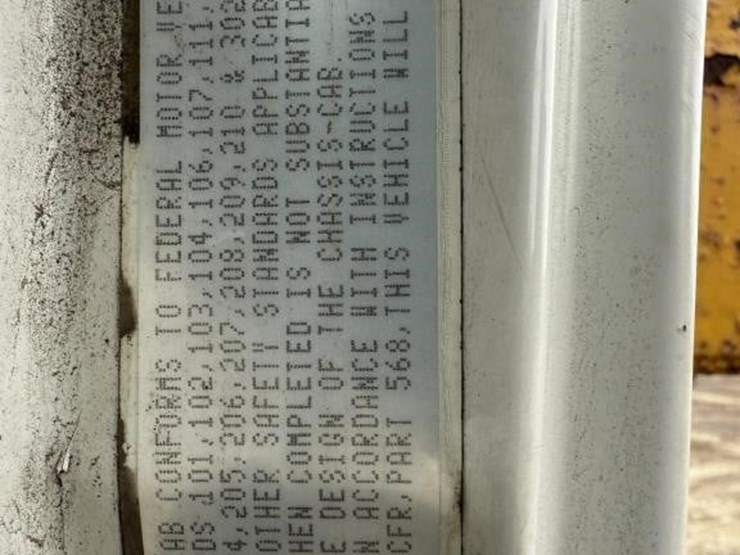 AB CONFORMS TO FEDERAL MOTOR VE
DS 101,102,103,104,106,107,111,
4,205,206,207,208,209,210 & 302
OTHER SAFETY STANDARDS APPLICAB
HEN COMPLETED IS NOT SUBSTANTIA
E DESIGN OF THE CHASSIS-CAB.
N ACCORDANCE WITH INSTRUCTIONS
CFR,PART 568,THIS VEHICLE WILL